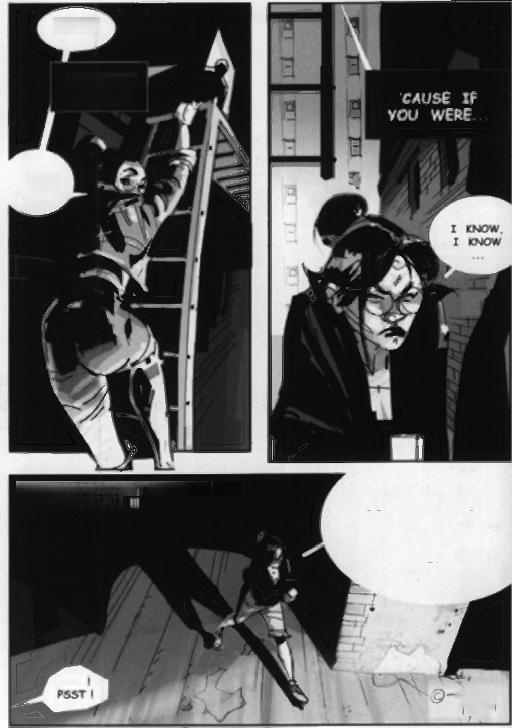 'CAUSE IF
YOU WERE...
I KNOW,
I KNOW
...
!
PSST !
©